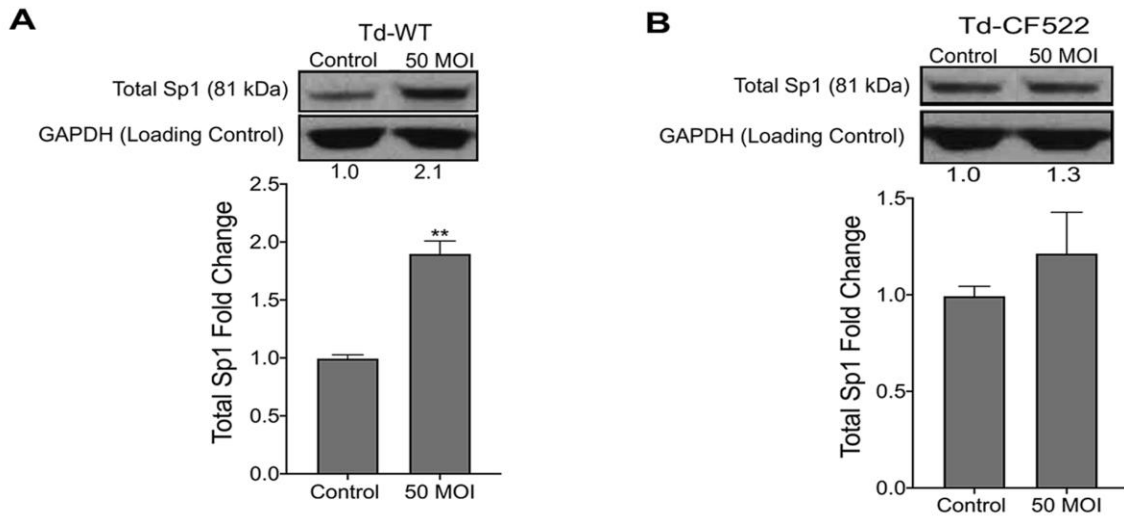 A
Td-WT
Control 50 MOI
Total Sp1 (81 kDa)
GAPDH (Loading Control)
1.0 2.1
Total Sp1 Fold Change
2.5
2.0
1.5
1.0
0.5
0.0
**
Control 50 MOI
B
Td-CF522
Control 50 MOI
Total Sp1 (81 kDa)
GAPDH (Loading Control)
1.0 1.3
Total Sp1 Fold Change
1.5
1.0
0.5
0.0
Control 50 MOI